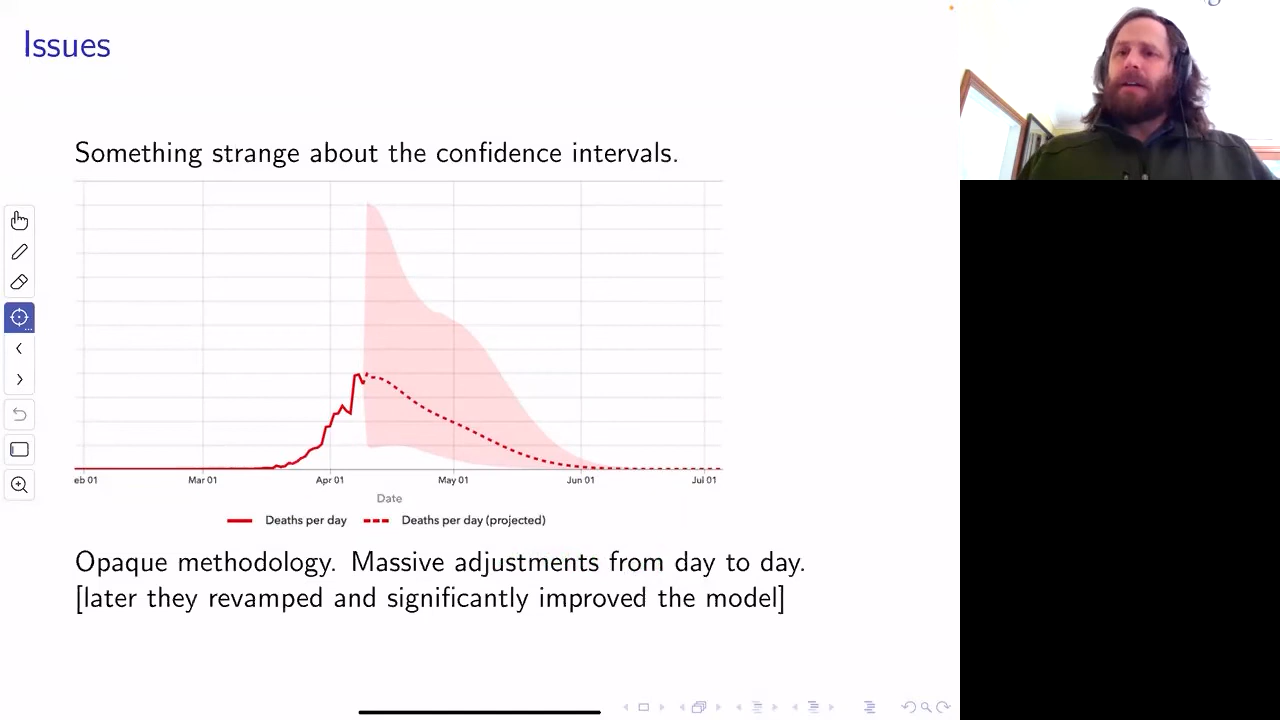 Issues
Something strange about the confidence intervals.
eb 01 Mar 01 Apr 01 May 01 Jun 01 Jul 01
Date
Deaths per day Deaths per day (projected)
Opaque methodology. Massive adjustments from day to day.
[later they revamped and significantly improved the model]